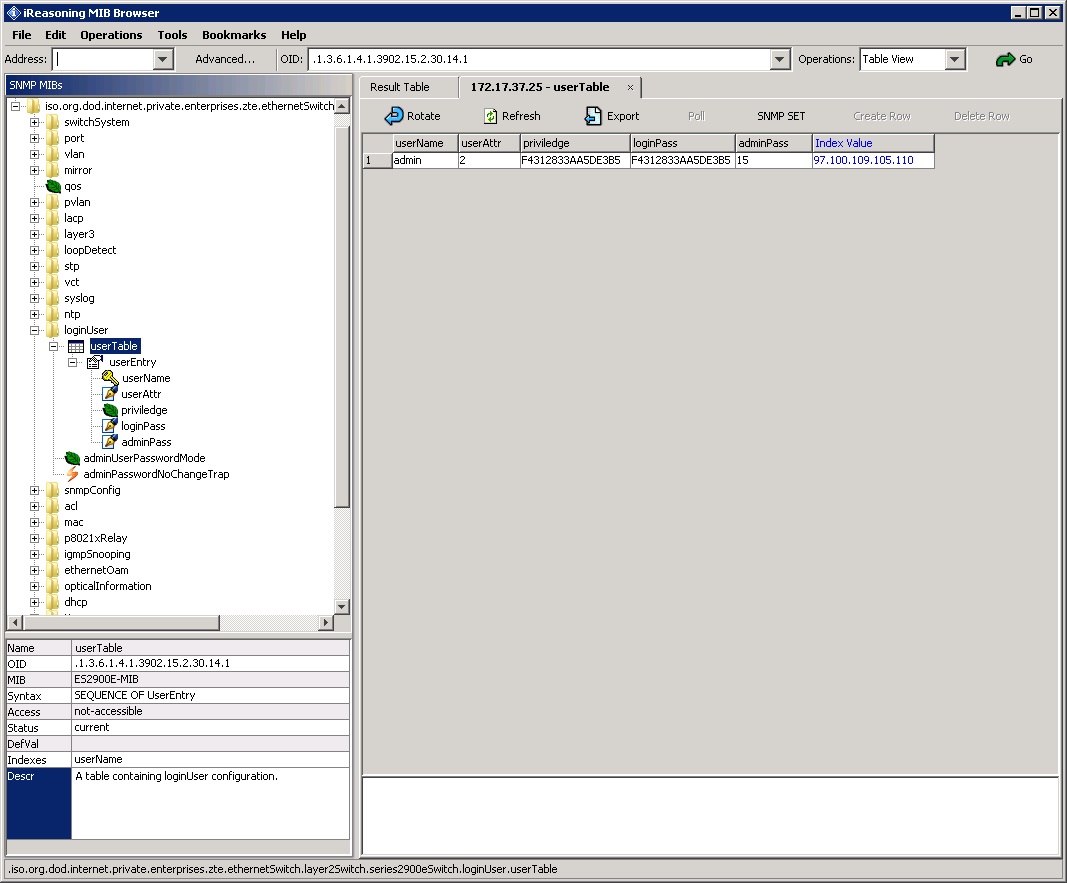 iReasoning MIB Browser
File Edit Operations Tools Bookmarks Help
Address: Advanced... OID: .1.3.6.1.4.1.3902.15.2.30.14.1 Operations: Table View Go
SNMP MIBs
iso.org.dod.internet.private.enterprises.zte.ethernetSwitch
switchSystem
port
vlan
mirror
qos
pvlan
lacp
layer3
loopDetect
stp
vct
syslog
ntp
loginUser
userTable
userEntry
userName
userAttr
priviledge
loginPass
adminPass
adminUserPasswordMode
adminPasswordNoChangeTrap
snmpConfig
acl
mac
p8021xRelay
igmpSnooping
ethernetOam
opticalInformation
dhcp
Name userTable
OID .1.3.6.1.4.1.3902.15.2.30.14.1
MIB ES2900E-MIB
Syntax SEQUENCE OF UserEntry
Access not-accessible
Status current
DefVal
Indexes userName
Descr A table containing loginUser configuration.
Result Table 172.17.37.25 - userTable ×
Rotate Refresh Export Poll SNMP SET Create Row Delete Row
userName userAttr priviledge loginPass adminPass Index Value
1 admin 2 F4312833AA5DE3B5 F4312833AA5DE3B5 15 97.100.109.105.110
.iso.org.dod.internet.private.enterprises.zte.ethernetSwitch.layer2Switch.series2900eSwitch.loginUser.userTable